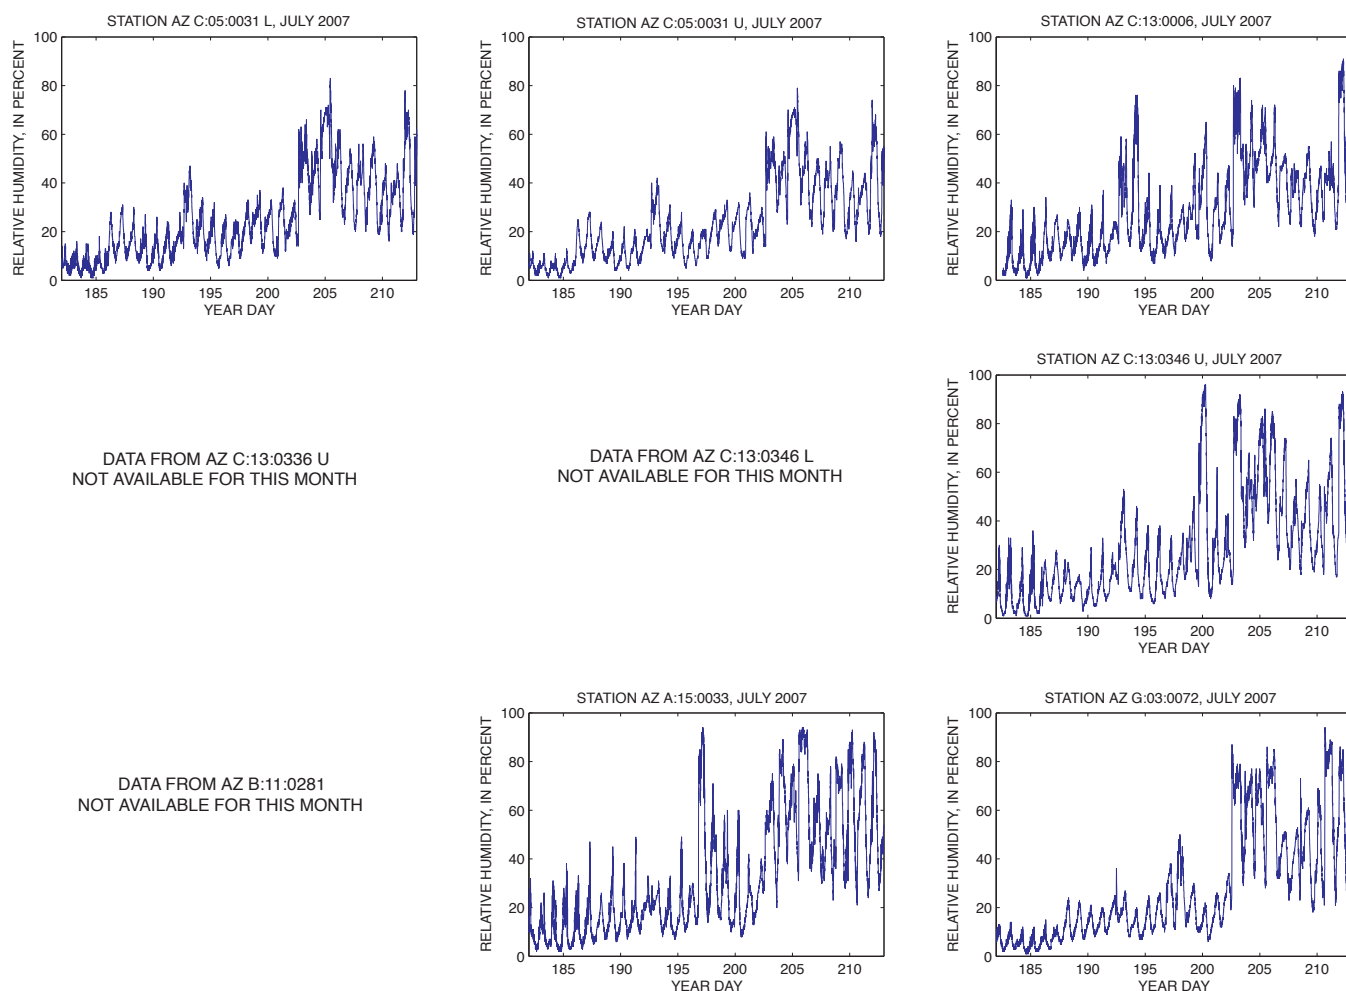 STATION AZ C:05:0031 L, JULY 2007
RELATIVE HUMIDITY, IN PERCENT
100
80
60
40
20
0
185 190 195 200 205 210
YEAR DAY
STATION AZ C:05:0031 U, JULY 2007
RELATIVE HUMIDITY, IN PERCENT
100
80
60
40
20
0
185 190 195 200 205 210
YEAR DAY
STATION AZ C:13:0006, JULY 2007
RELATIVE HUMIDITY, IN PERCENT
100
80
60
40
20
0
185 190 195 200 205 210
YEAR DAY
DATA FROM AZ C:13:0336 U
NOT AVAILABLE FOR THIS MONTH
DATA FROM AZ C:13:0346 L
NOT AVAILABLE FOR THIS MONTH
STATION AZ C:13:0346 U, JULY 2007
RELATIVE HUMIDITY, IN PERCENT
100
80
60
40
20
0
185 190 195 200 205 210
YEAR DAY
DATA FROM AZ B:11:0281
NOT AVAILABLE FOR THIS MONTH
STATION AZ A:15:0033, JULY 2007
RELATIVE HUMIDITY, IN PERCENT
100
80
60
40
20
0
185 190 195 200 205 210
YEAR DAY
STATION AZ G:03:0072, JULY 2007
RELATIVE HUMIDITY, IN PERCENT
100
80
60
40
20
0
185 190 195 200 205 210
YEAR DAY